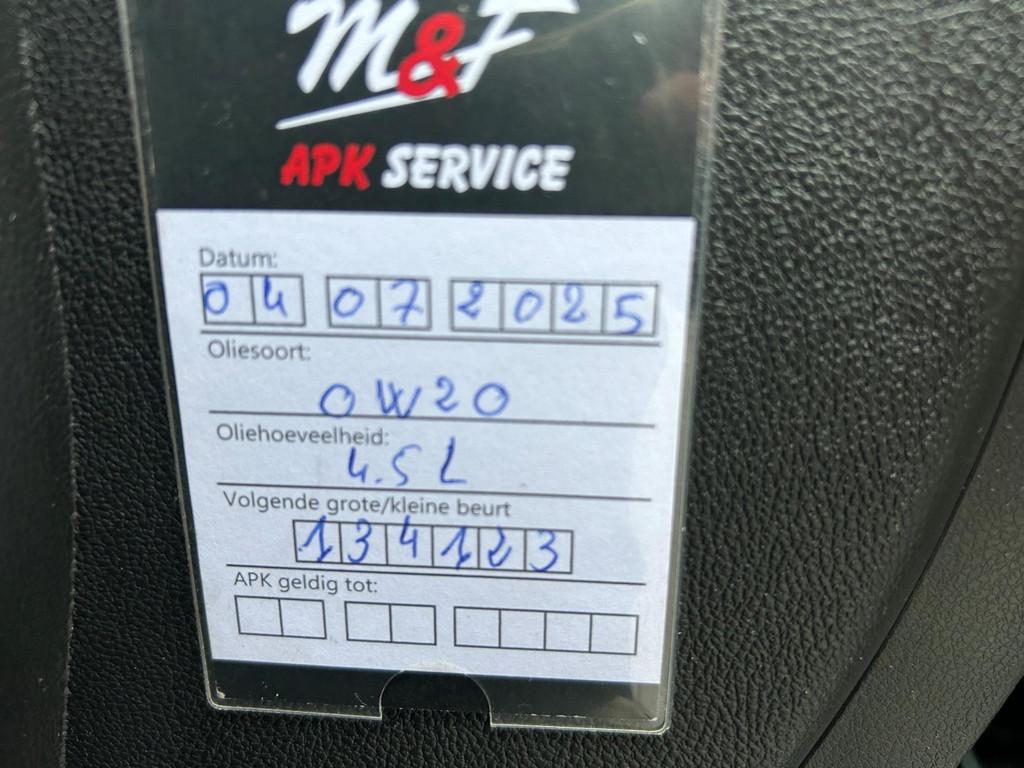 M&F
APK SERVICE
Datum:
04 07 2025
Oliesoort:
0W20
Oliehoeveelheid:
4.5 L
Volgende grote/kleine beurt
134123
APK geldig tot: